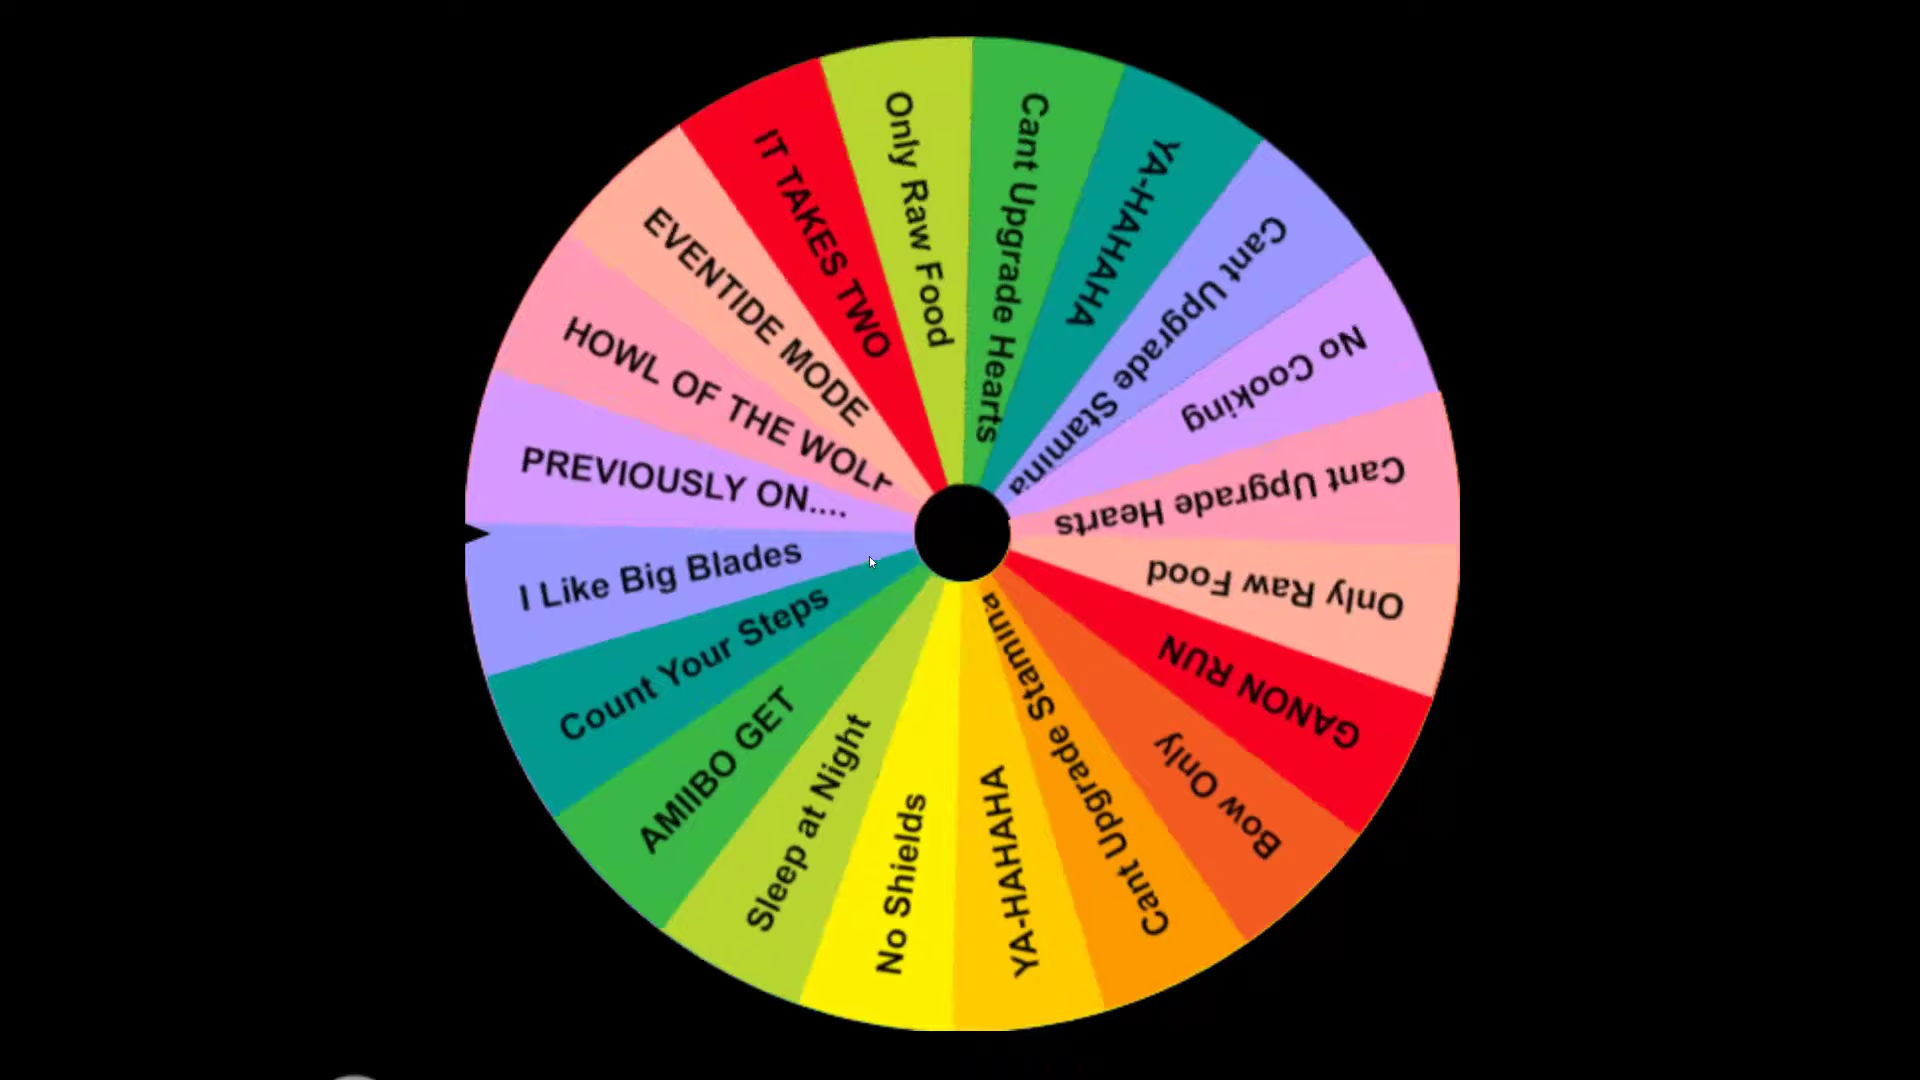 Only Raw Food
Cant Upgrade Hearts
YA-HAHAHA
Cant Upgrade Stamina
No Cooking
Cant Upgrade Hearts
Only Raw Food
GANON RUN
Bow Only
Cant Upgrade Stamina
YA-HAHAHA
No Shields
Sleep at Night
AMIIBO GET
Count Your Steps
I Like Big Blades
PREVIOUSLY ON....
HOWL OF THE WOLF
EVENTIDE MODE
IT TAKES TWO